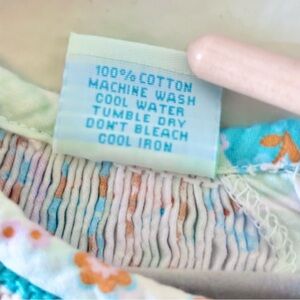 100% COTTON
MACHINE WASH
COOL WATER
TUMBLE DRY
DON'T BLEACH
COOL IRON